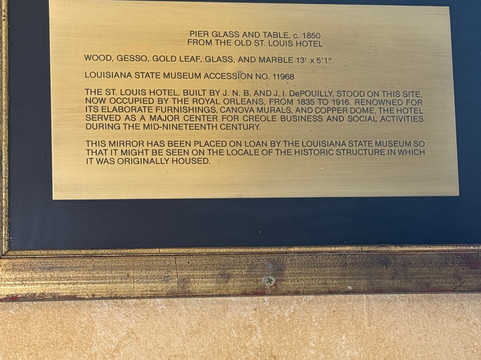 PIER GLASS AND TABLE, c. 1850
FROM THE OLD ST. LOUIS HOTEL
WOOD, GESSO, GOLD LEAF, GLASS, AND MARBLE 13' x 5'1"
LOUISIANA STATE MUSEUM ACCESSION NO. 11968
THE ST. LOUIS HOTEL, BUILT BY J. N. B. AND J. I. DePOUILLY, STOOD ON THIS SITE,
NOW OCCUPIED BY THE ROYAL ORLEANS, FROM 1835 TO 1916. RENOWNED FOR
ITS ELABORATE FURNISHINGS, CANOVA MURALS, AND COPPER DOME, THE HOTEL
SERVED AS A MAJOR CENTER FOR CREOLE BUSINESS AND SOCIAL ACTIVITIES
DURING THE MID-NINETEENTH CENTURY.
THIS MIRROR HAS BEEN PLACED ON LOAN BY THE LOUISIANA STATE MUSEUM SO
THAT IT MIGHT BE SEEN ON THE LOCALE OF THE HISTORIC STRUCTURE IN WHICH
IT WAS ORIGINALLY HOUSED.